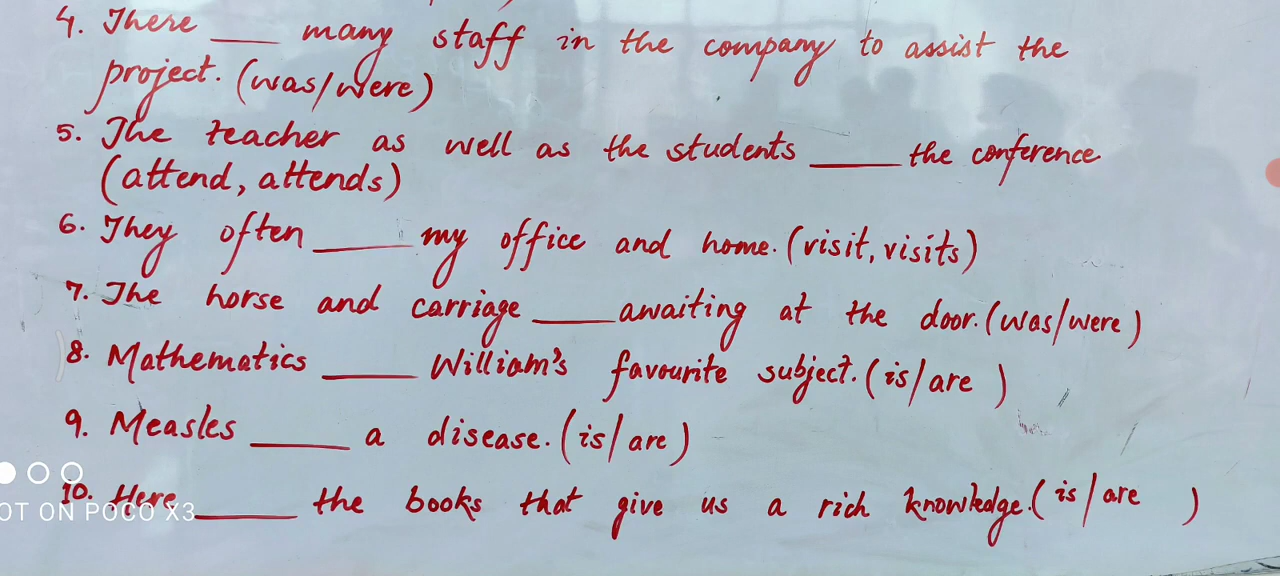 4. There ___ many staff in the company to assist the
project. (was/were)
5. The teacher as well as the students ___ the conference
(attend, attends)
6. They often ___ my office and home. (visit, visits)
7. The horse and carriage ___ awaiting at the door. (was/were)
8. Mathematics ___ William's favourite subject. (is/are )
9. Measles ___ a disease. (is/are)
10. Here ___ the books that give us a rich knowledge. (is/are )
OT ON POCO X3